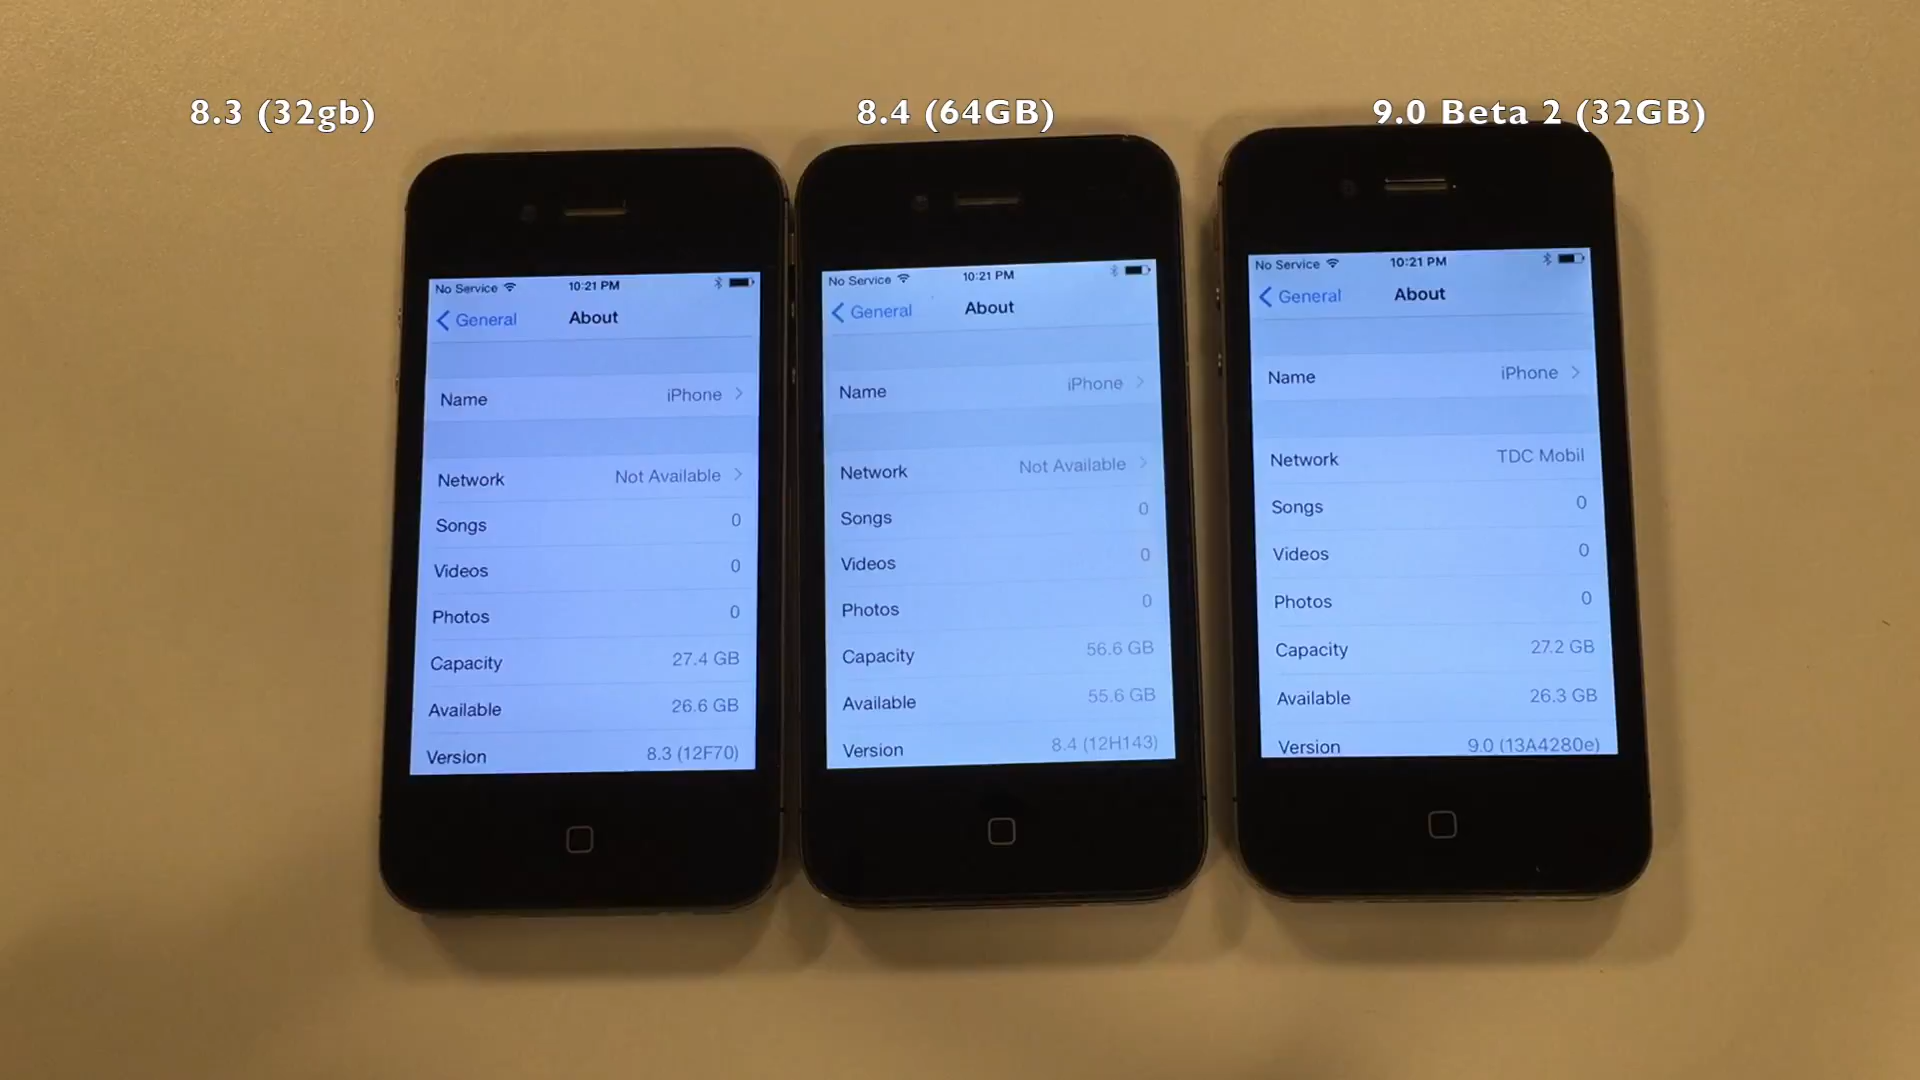 8.3 (32gb)
8.4 (64GB)
9.0 Beta 2 (32GB)
No Service 10:21 PM
General About
Name iPhone
Network Not Available
Songs 0
Videos 0
Photos 0
Capacity 27.4 GB
Available 26.6 GB
Version 8.3 (12F70)
No Service 10:21 PM
General About
Name iPhone
Network Not Available
Songs 0
Videos 0
Photos 0
Capacity 56.6 GB
Available 55.6 GB
Version 8.4 (12H143)
No Service 10:21 PM
General About
Name iPhone
Network TDC Mobil
Songs 0
Videos 0
Photos 0
Capacity 27.2 GB
Available 26.3 GB
Version 9.0 (13A4280e)